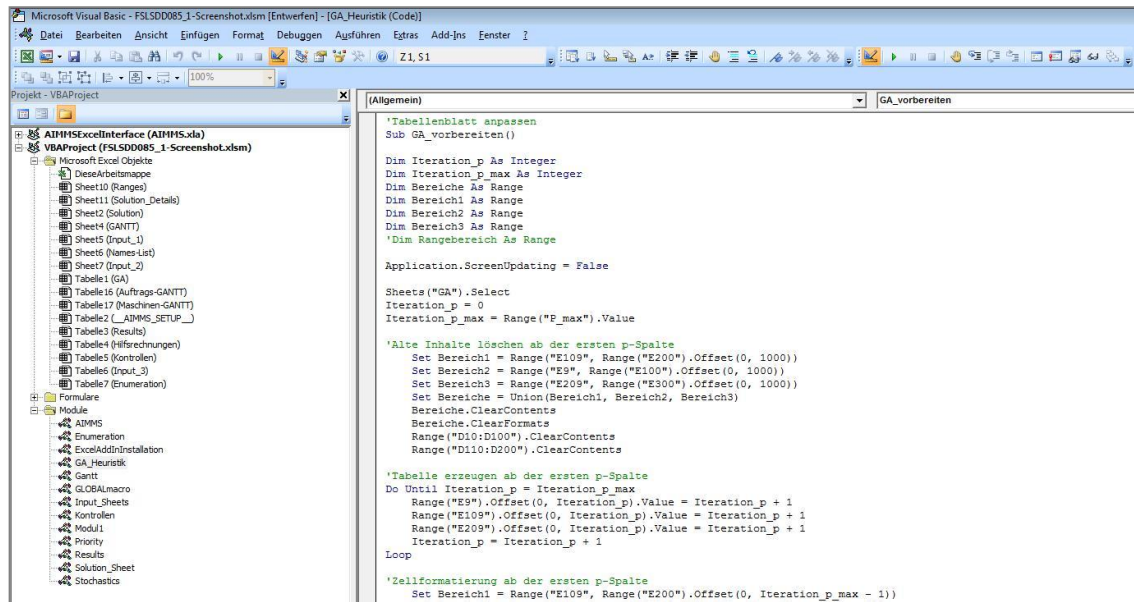 Microsoft Visual Basic - FSLSDD085_1-Screenshot.xlsm [Entwerfen] - [GA_Heuristik (Code)]
Datei Bearbeiten Ansicht Einfügen Format Debuggen Ausführen Extras Add-Ins Fenster ?
Z1, S1
100%
Projekt - VBAProject
AIMMSExcelInterface (AIMMS.xla)
VBAProject (FSLSDD085_1-Screenshot.xlsm)
Microsoft Excel Objekte
DieseArbeitsmappe
Sheet10 (Ranges)
Sheet11 (Solution_Details)
Sheet2 (Solution)
Sheet4 (GANTT)
Sheet5 (Input_1)
Sheet6 (Names-List)
Sheet7 (Input_2)
Tabelle1 (GA)
Tabelle16 (Auftrags-GANTT)
Tabelle17 (Maschinen-GANTT)
Tabelle2 (__AIMMS_SETUP__)
Tabelle3 (Results)
Tabelle4 (Hilfsrechnungen)
Tabelle5 (Kontrollen)
Tabelle6 (Input_3)
Tabelle7 (Enumeration)
Formulare
Module
AIMMS
Enumeration
ExcelAddInInstallation
GA_Heuristik
Gantt
GLOBALmacro
Input_Sheets
Kontrollen
Modul1
Priority
Results
Solution_Sheet
Stochastics
(Allgemein) GA_vorbereiten
'Tabellenblatt anpassen
Sub GA_vorbereiten()
Dim Iteration_p As Integer
Dim Iteration_p_max As Integer
Dim Bereiche As Range
Dim Bereich1 As Range
Dim Bereich2 As Range
Dim Bereich3 As Range
'Dim Rangebereich As Range
Application.ScreenUpdating = False
Sheets("GA").Select
Iteration_p = 0
Iteration_p_max = Range("P_max").Value
'Alte Inhalte löschen ab der ersten p-Spalte
Set Bereich1 = Range("E109", Range("E200").Offset(0, 1000))
Set Bereich2 = Range("E9", Range("E100").Offset(0, 1000))
Set Bereich3 = Range("E209", Range("E300").Offset(0, 1000))
Set Bereiche = Union(Bereich1, Bereich2, Bereich3)
Bereiche.ClearContents
Bereiche.ClearFormats
Range("D10:D100").ClearContents
Range("D110:D200").ClearContents
'Tabelle erzeugen ab der ersten p-Spalte
Do Until Iteration_p = Iteration_p_max
Range("E9").Offset(0, Iteration_p).Value = Iteration_p + 1
Range("E109").Offset(0, Iteration_p).Value = Iteration_p + 1
Range("E209").Offset(0, Iteration_p).Value = Iteration_p + 1
Iteration_p = Iteration_p + 1
Loop
'Zellformatierung ab der ersten p-Spalte
Set Bereich1 = Range("E109", Range("E200").Offset(0, Iteration_p_max - 1))